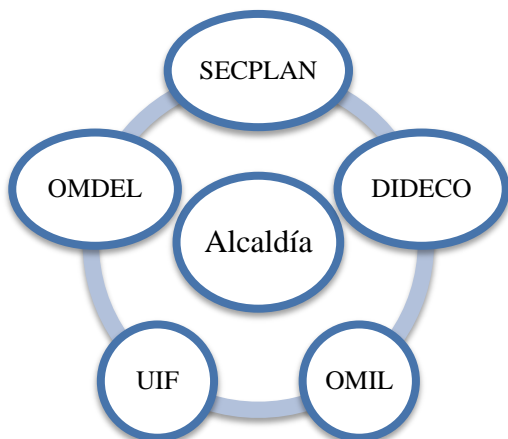 SECPLAN
OMDEL
DIDECO
Alcaldía
UIF
OMIL